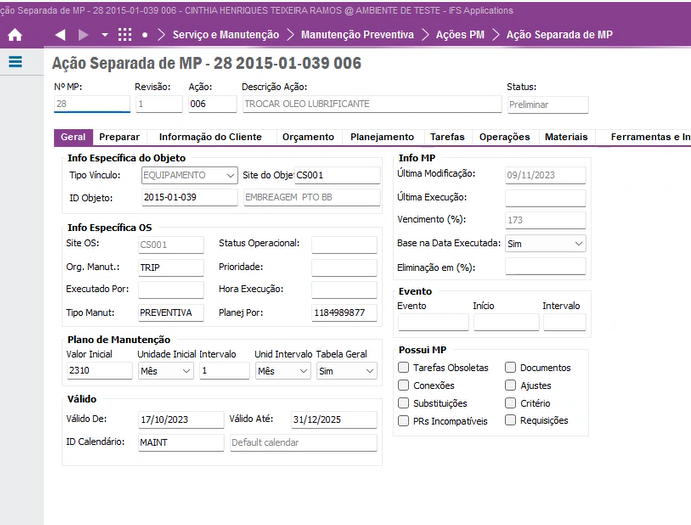 ção Separada de MP - 28 2015-01-039 006 - CINTHIA HENRIQUES TEIXEIRA RAMOS @ AMBIENTE DE TESTE - IFS Applications
Serviço e Manutenção Manutenção Preventiva Ações PM Ação Separada de MP
Ação Separada de MP - 28 2015-01-039 006
Nº MP: Revisão: Ação: Descrição Ação: Status:
28 1 006 TROCAR OLEO LUBRIFICANTE Preliminar
Geral Preparar Informação do Cliente Orçamento Planejamento Tarefas Operações Materiais Ferramentas e In
Info Específica do Objeto
Tipo Vínculo: EQUIPAMENTO Site do Obje CS001
ID Objeto: 2015-01-039 EMBREAGEM PTO BB
Info Específica OS
Site OS: CS001 Status Operacional:
Org. Manut.: TRIP Prioridade:
Executado Por: Hora Execução:
Tipo Manut: PREVENTIVA Planej Por: 1184989877
Plano de Manutenção
Valor Inicial Unidade Inicial Intervalo Unid Intervalo Tabela Geral
2310 Mês 1 Mês Sim
Válido
Válido De: 17/10/2023 Válido Até: 31/12/2025
ID Calendário: MAINT Default calendar
Info MP
Última Modificação: 09/11/2023
Última Execução:
Vencimento (%): 173
Base na Data Executada: Sim
Eliminação em (%):
Evento
Evento Início Intervalo
Possui MP
Tarefas Obsoletas Documentos
Conexões Ajustes
Substituições Critério
PRs Incompatíveis Requisições